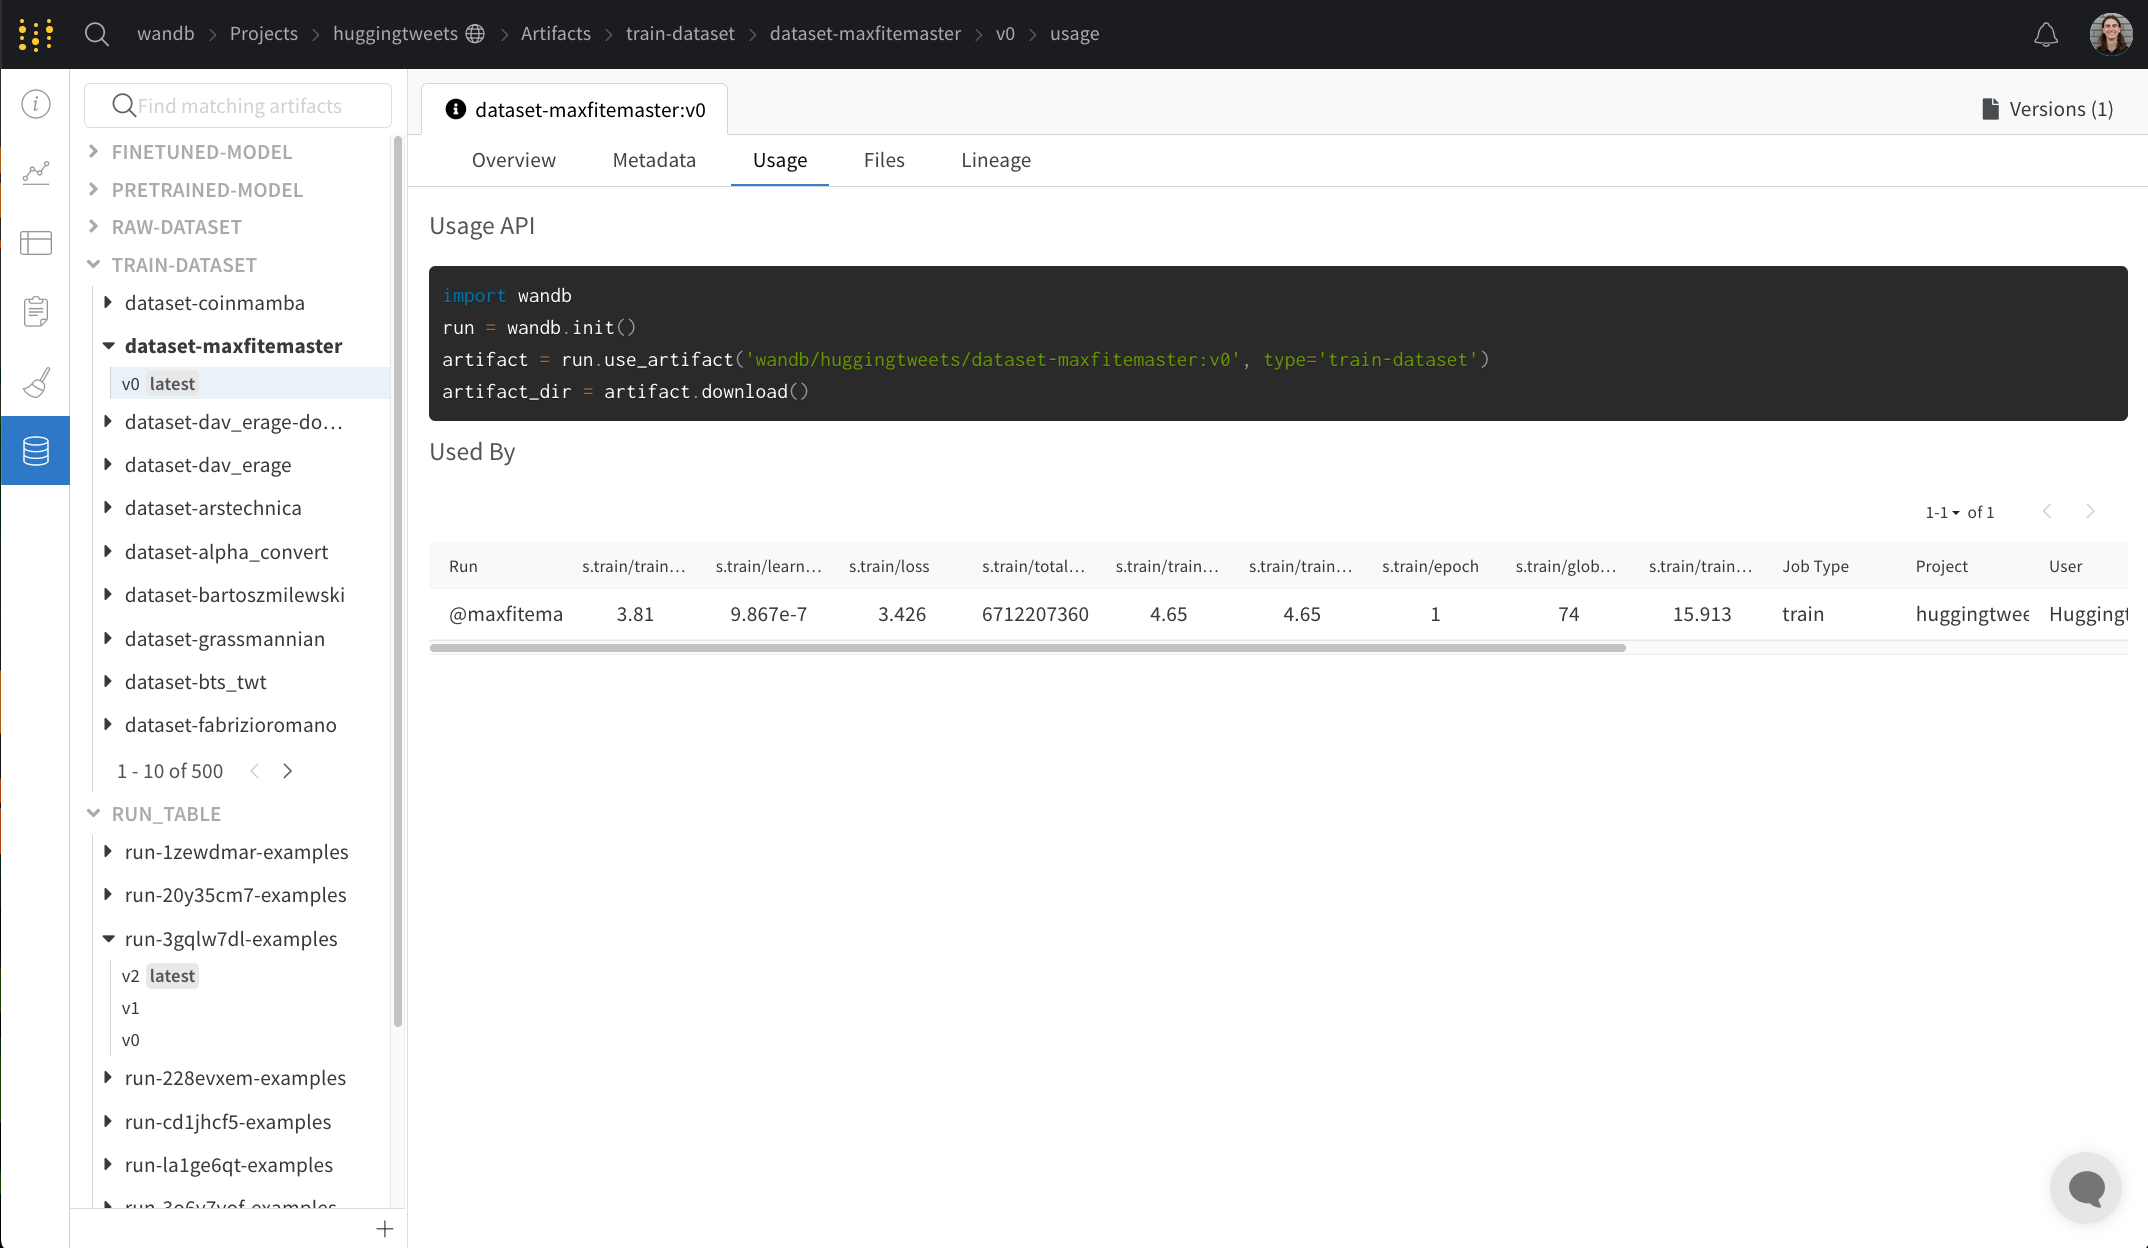 wandb > Projects > huggingtweets > Artifacts > train-dataset > dataset-maxfitemaster > v0 > usage
Find matching artifacts
FINETUNED-MODEL
PRETRAINED-MODEL
RAW-DATASET
TRAIN-DATASET
dataset-coinmamba
dataset-maxfitemaster
v0 latest
dataset-dav_erage-do…
dataset-dav_erage
dataset-arstechnica
dataset-alpha_convert
dataset-bartoszmilewski
dataset-grassmannian
dataset-bts_twt
dataset-fabrizioromano
1 - 10 of 500
RUN_TABLE
run-1zewdmar-examples
run-20y35cm7-examples
run-3gqlw7dl-examples
v2 latest
v1
v0
run-228evxem-examples
run-cd1jhcf5-examples
run-la1ge6qt-examples
dataset-maxfitemaster:v0
Versions (1)
Overview Metadata Usage Files Lineage
Usage API
import wandb
run = wandb.init()
artifact = run.use_artifact('wandb/huggingtweets/dataset-maxfitemaster:v0', type='train-dataset')
artifact_dir = artifact.download()
Used By
1-1 of 1
Run s.train/train… s.train/learn… s.train/loss s.train/total… s.train/train… s.train/train… s.train/epoch s.train/glob… s.train/train… Job Type Project User
@maxfitema 3.81 9.867e-7 3.426 6712207360 4.65 4.65 1 74 15.913 train huggingtwee Huggingt